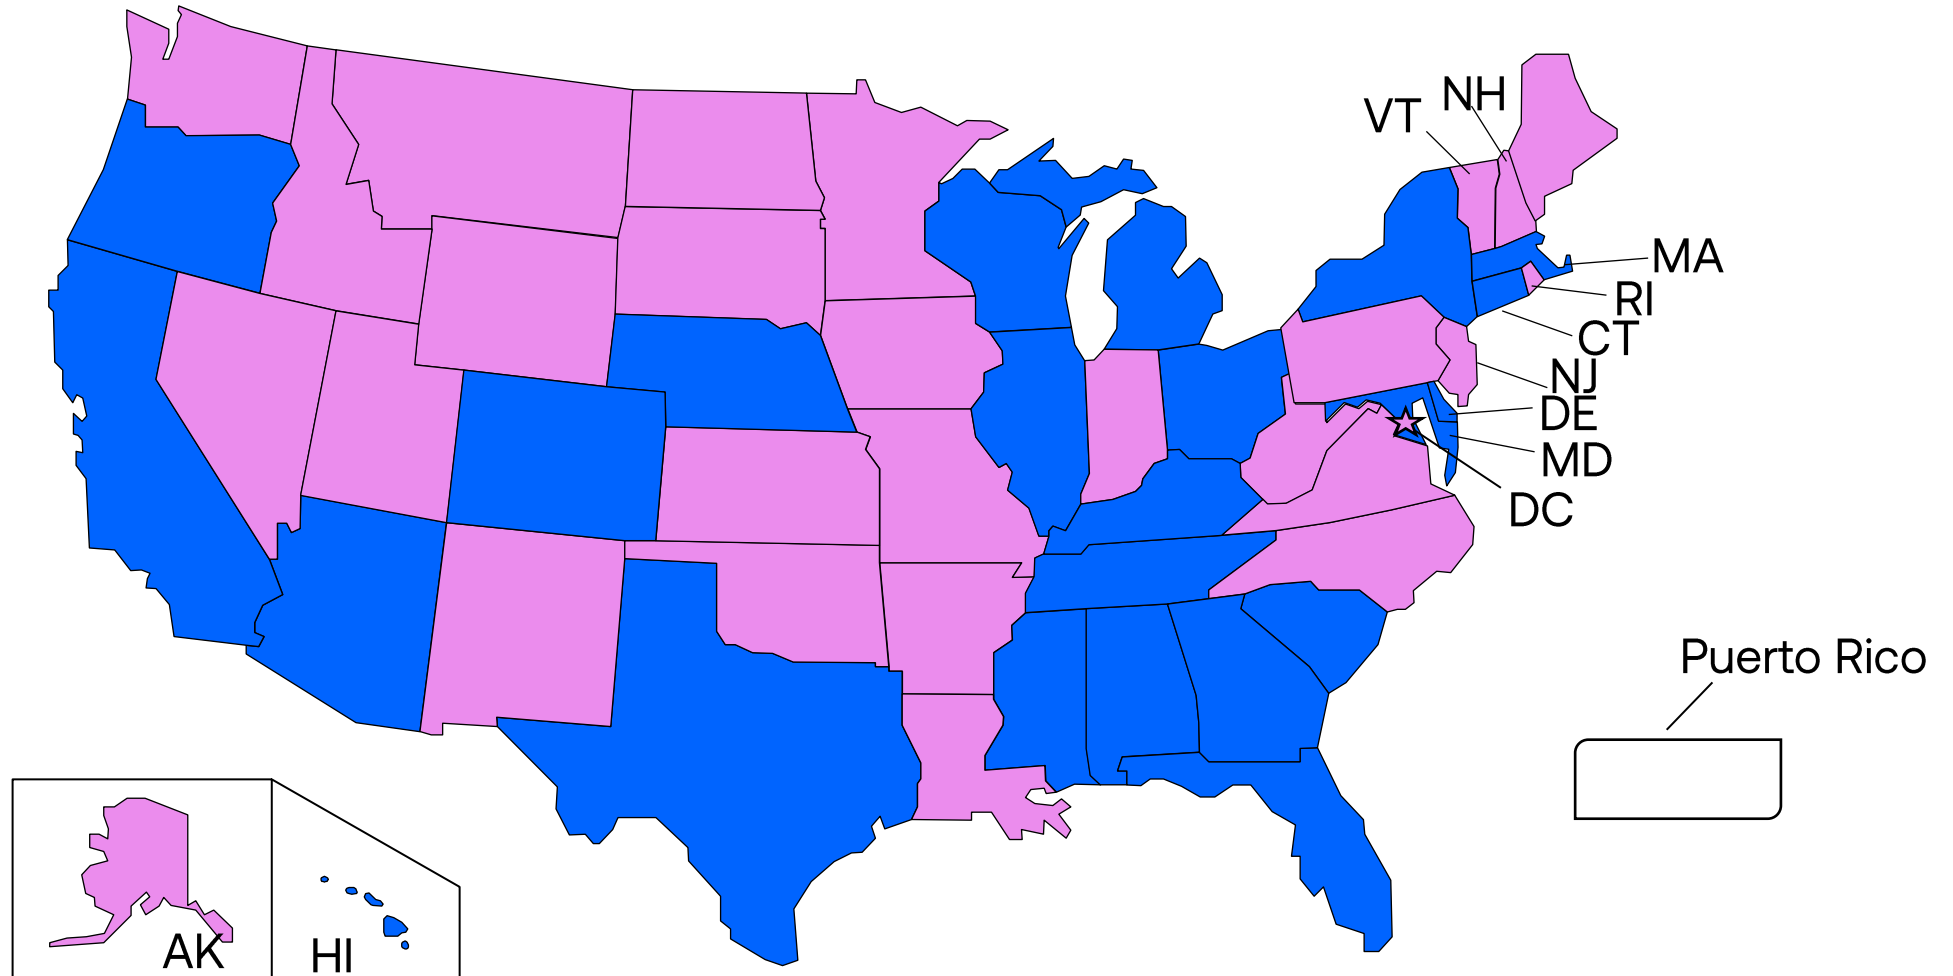 NH
VT
MA
RI
CT
NJ
DE
MD
DC
Puerto Rico
AK
HI